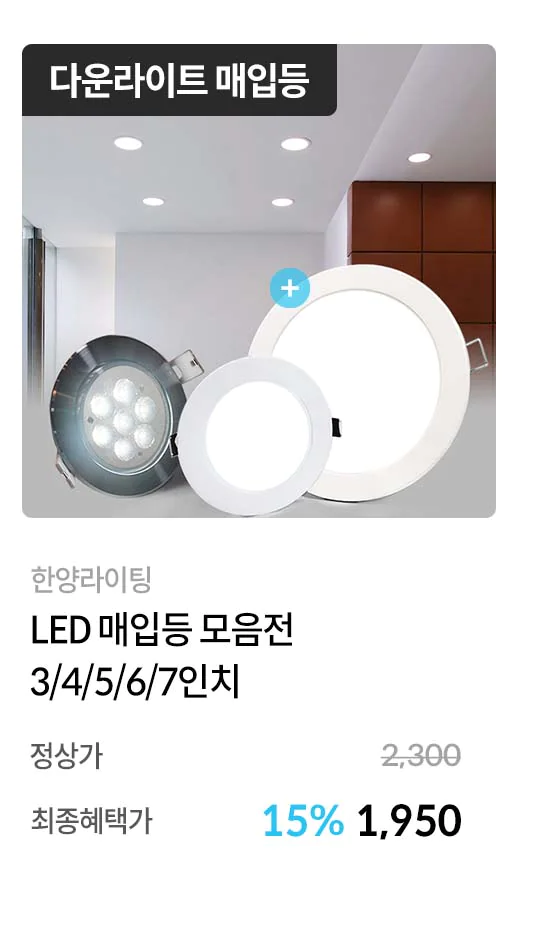 다운라이트 매입등
+
한양라이팅
LED 매입등 모음전
3/4/5/6/7인치
정상가 2,300
최종혜택가 15% 1,950